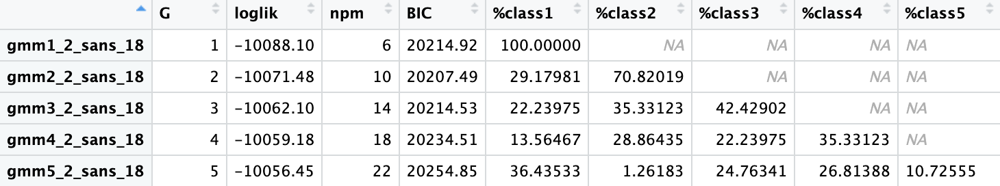 G loglik npm BIC %class1 %class2 %class3 %class4 %class5
gmm1_2_sans_18 1 -10088.10 6 20214.92 100.00000 NA NA NA NA
gmm2_2_sans_18 2 -10071.48 10 20207.49 29.17981 70.82019 NA NA NA
gmm3_2_sans_18 3 -10062.10 14 20214.53 22.23975 35.33123 42.42902 NA NA
gmm4_2_sans_18 4 -10059.18 18 20234.51 13.56467 28.86435 22.23975 35.33123 NA
gmm5_2_sans_18 5 -10056.45 22 20254.85 36.43533 1.26183 24.76341 26.81388 10.72555